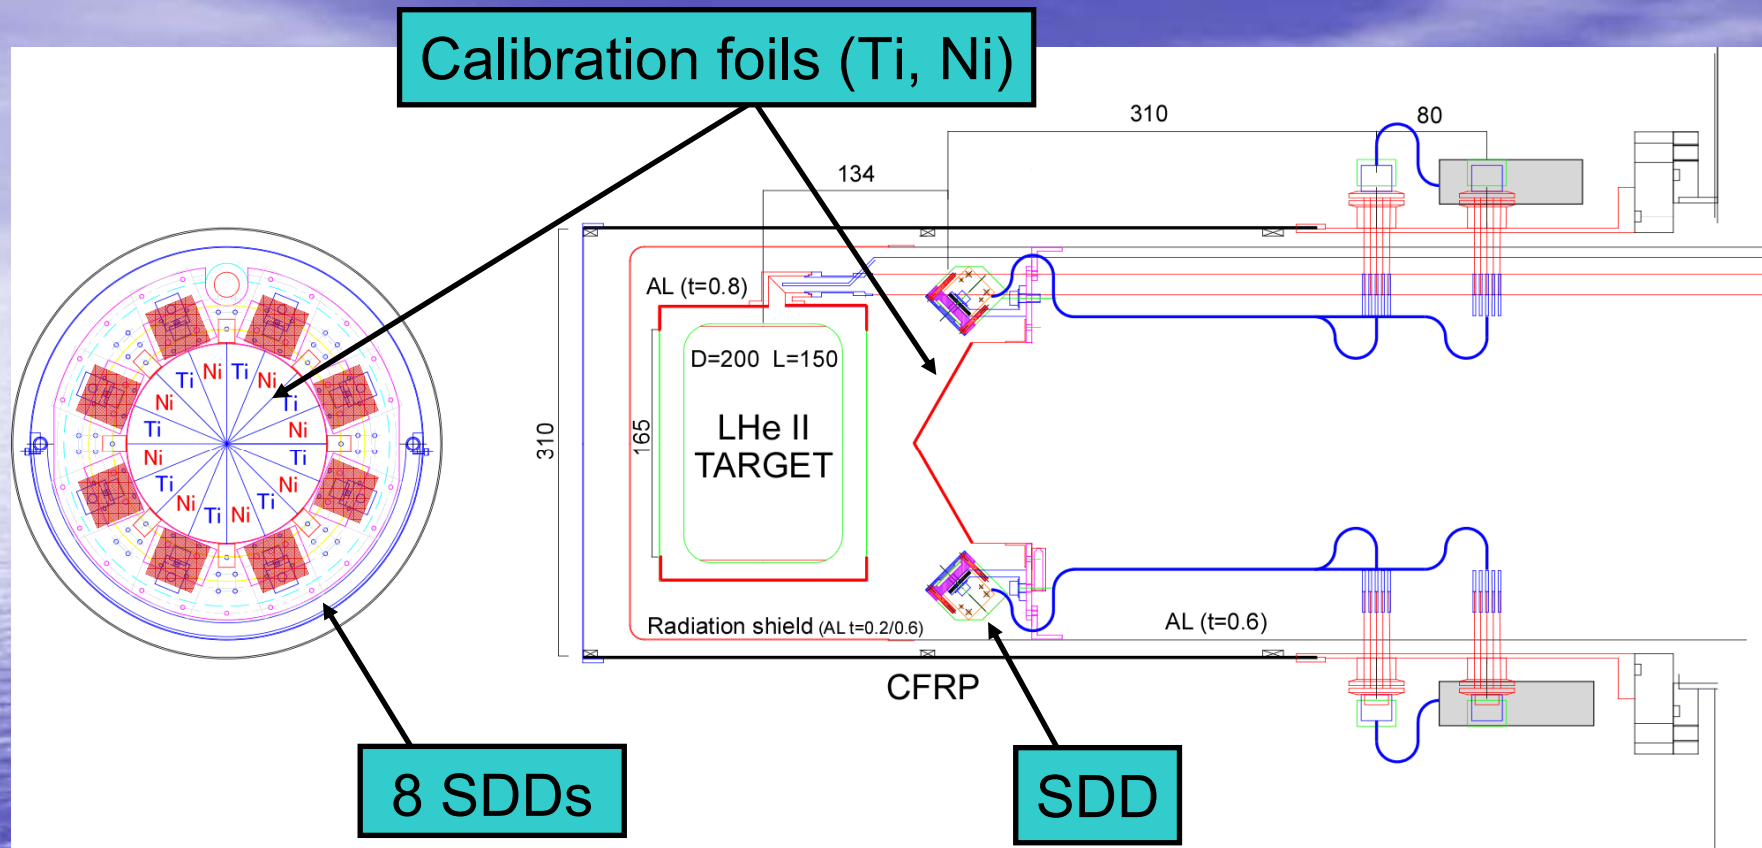 Calibration foils (Ti, Ni)
310
80
134
AL (t=0.8)
D=200 L=150
LHe II
TARGET
165
310
Radiation shield (AL t=0.2/0.6)
AL (t=0.6)
CFRP
Ti
Ni
Ti
Ni
Ti
Ni
Ti
Ni
Ti
Ni
Ti
Ni
Ti
Ni
Ti
Ni
8 SDDs
SDD